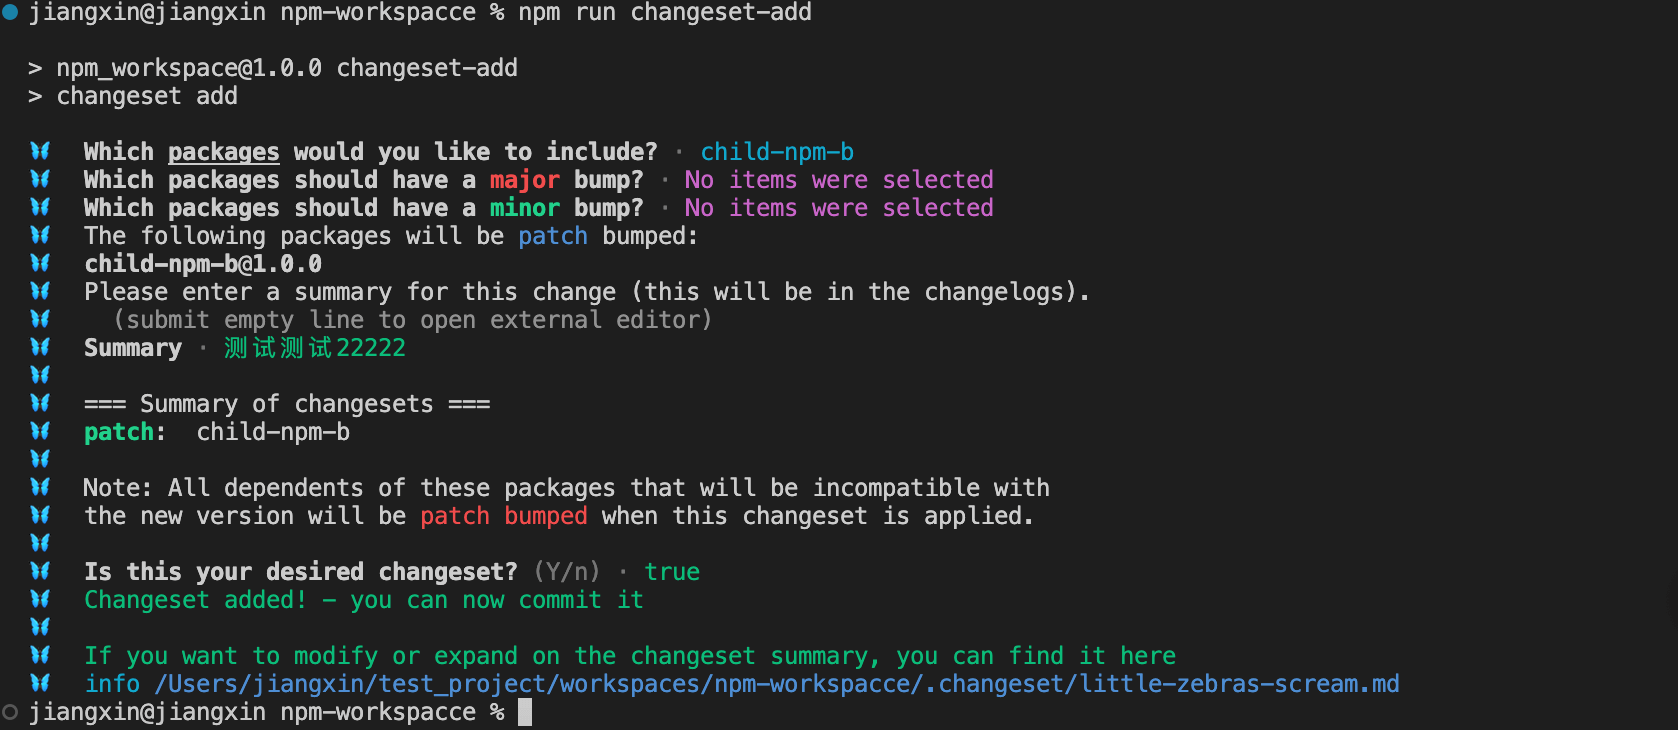 jiangxin@jiangxin npm-workspacce % npm run changeset-add
> npm_workspace@1.0.0 changeset-add
> changeset add
Which packages would you like to include? · child-npm-b
Which packages should have a major bump? · No items were selected
Which packages should have a minor bump? · No items were selected
The following packages will be patch bumped:
child-npm-b@1.0.0
Please enter a summary for this change (this will be in the changelogs).
(submit empty line to open external editor)
Summary · 测试测试22222
=== Summary of changesets ===
patch:  child-npm-b
Note: All dependents of these packages that will be incompatible with
the new version will be patch bumped when this changeset is applied.
Is this your desired changeset? (Y/n) · true
Changeset added! - you can now commit it
If you want to modify or expand on the changeset summary, you can find it here
info /Users/jiangxin/test_project/workspaces/npm-workspacce/.changeset/little-zebras-scream.md
jiangxin@jiangxin npm-workspacce %